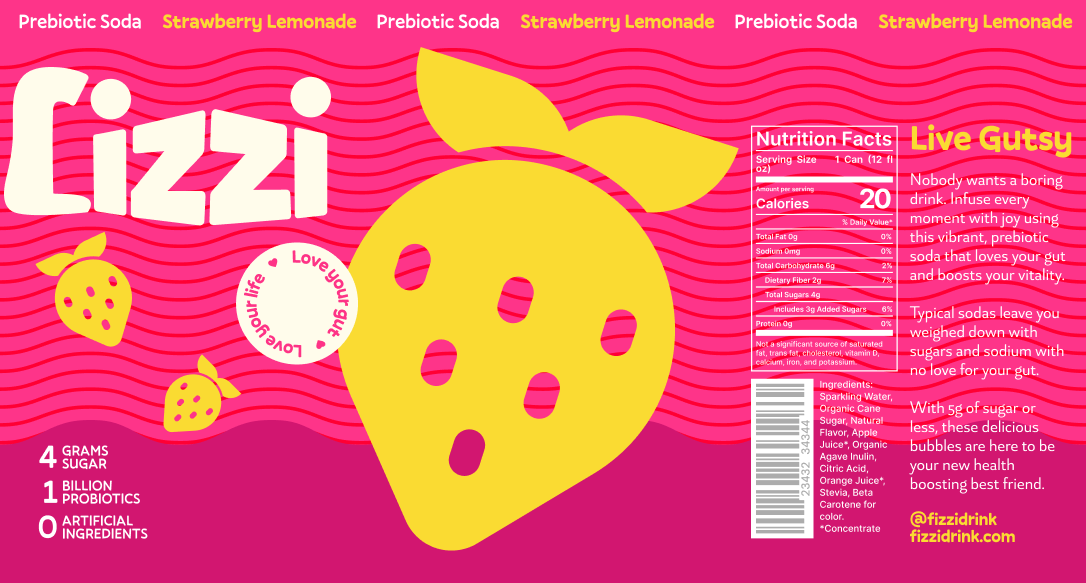 Prebiotic Soda Strawberry Lemonade Prebiotic Soda Strawberry Lemonade Prebiotic Soda Strawberry Lemonade
Fizzi
Love your gut ♥ Love your life ♥
4 GRAMS
SUGAR
1 BILLION
PROBIOTICS
0 ARTIFICIAL
INGREDIENTS
Nutrition Facts
Serving Size 1 Can (12 fl
oz)
Amount per serving
Calories 20
% Daily Value*
Total Fat 0g 0%
Sodium 0mg 0%
Total Carbohydrate 6g 2%
Dietary Fiber 2g 7%
Total Sugars 4g
Includes 3g Added Sugars 6%
Protein 0g 0%
Not a significant source of saturated
fat, trans fat, cholesterol, vitamin D,
calcium, iron, and potassium.
23432 34344
Ingredients:
Sparkling Water,
Organic Cane
Sugar, Natural
Flavor, Apple
Juice*, Organic
Agave Inulin,
Citric Acid,
Orange Juice*,
Stevia, Beta
Carotene for
color.
*Concentrate
Live Gutsy
Nobody wants a boring
drink. Infuse every
moment with joy using
this vibrant, prebiotic
soda that loves your gut
and boosts your vitality.
Typical sodas leave you
weighed down with
sugars and sodium with
no love for your gut.
With 5g of sugar or
less, these delicious
bubbles are here to be
your new health
boosting best friend.
@fizzidrink
fizzidrink.com